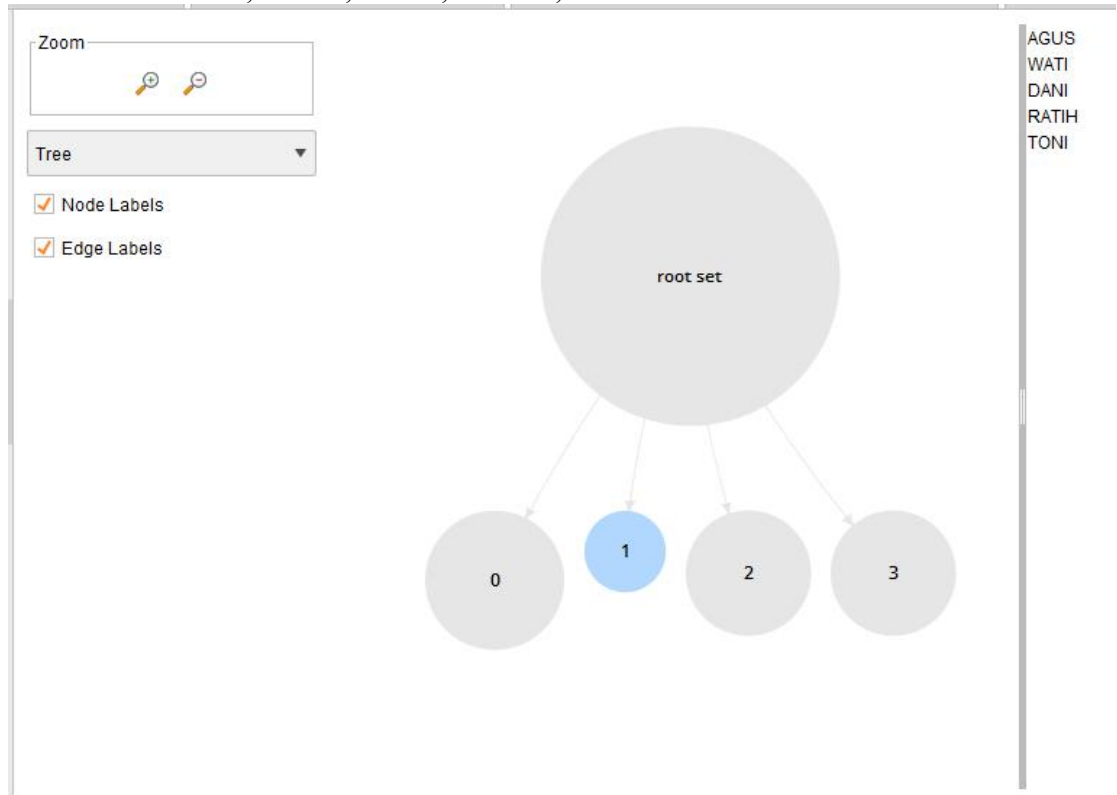 Zoom
Tree
Node Labels
Edge Labels
root set
0
1
2
3
AGUS
WATI
DANI
RATIH
TONI